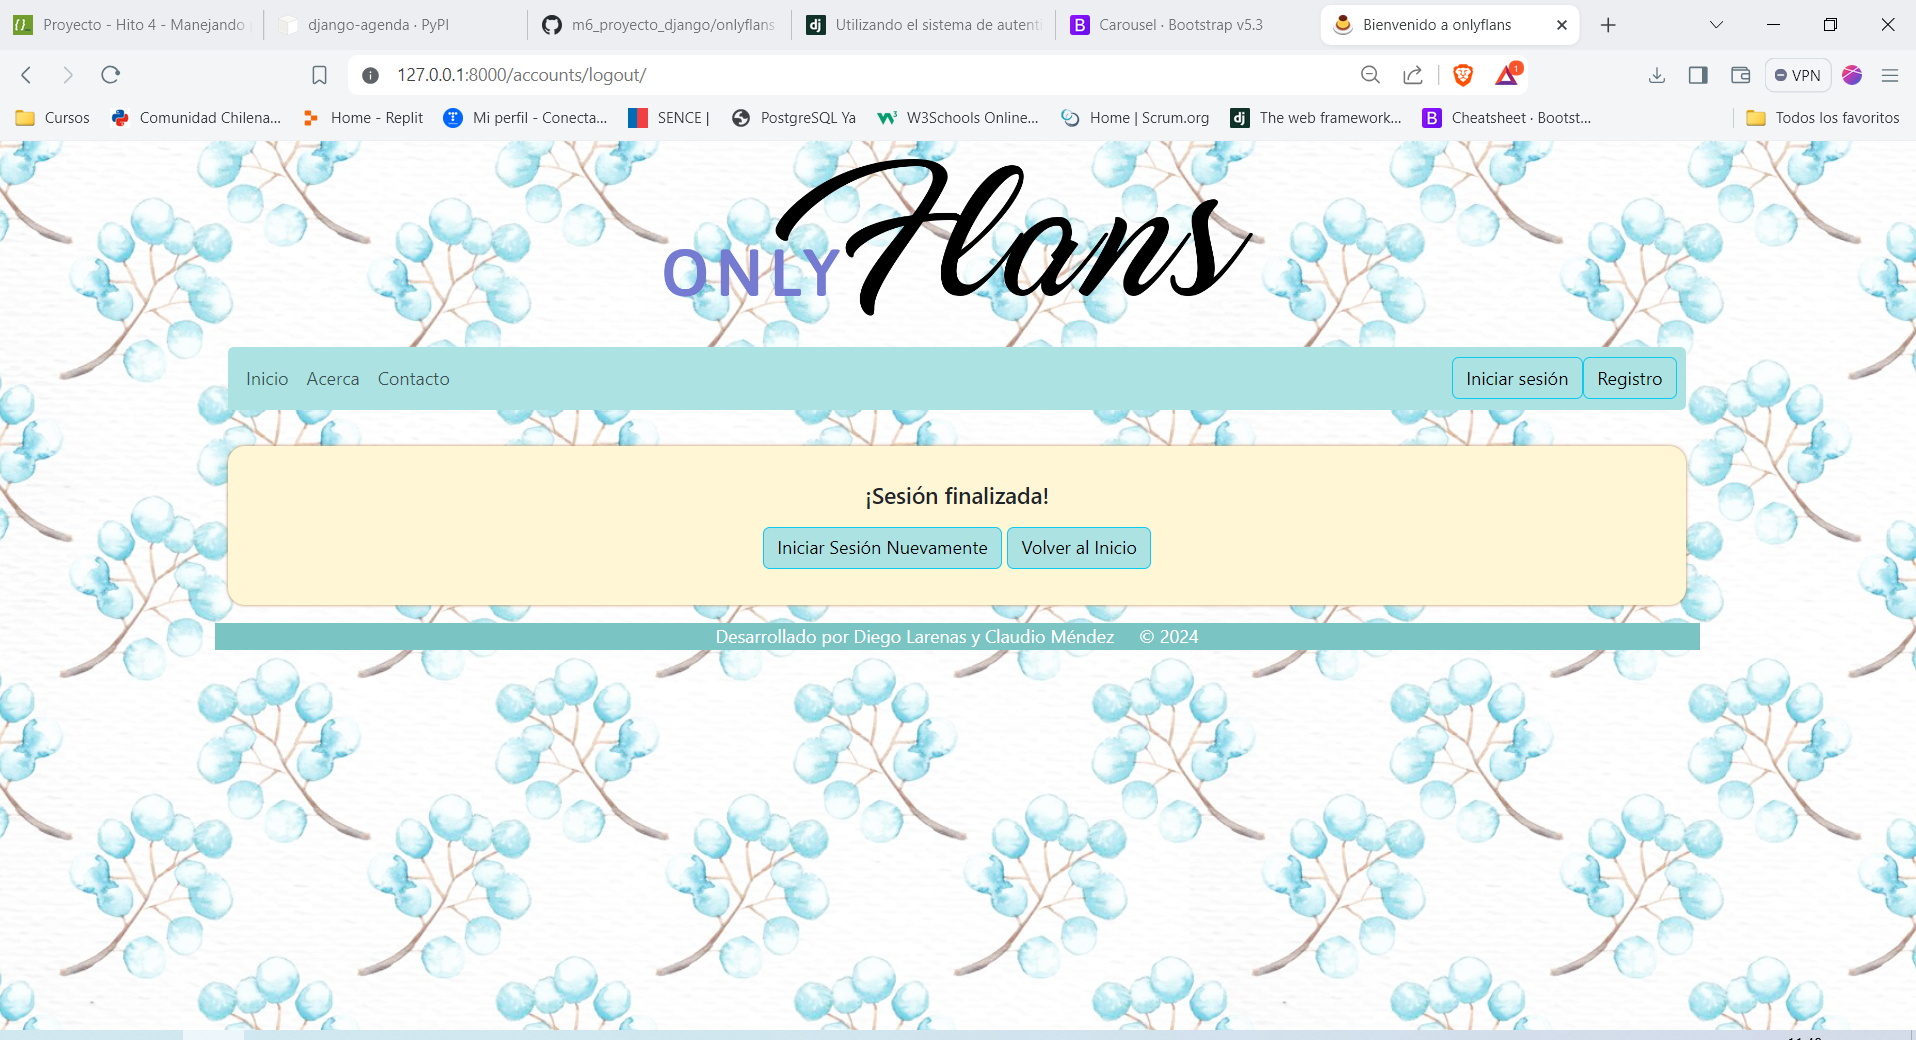 Proyecto - Hito 4 - Manejando
django-agenda · PyPI
m6_proyecto_django/onlyflans
Utilizando el sistema de autent
Carousel · Bootstrap v5.3
Bienvenido a onlyflans
127.0.0.1:8000/accounts/logout/
1
VPN
Cursos
Comunidad Chilena...
Home - Replit
Mi perfil - Conecta...
SENCE |
PostgreSQL Ya
W3Schools Online...
Home | Scrum.org
The web framework...
Cheatsheet · Bootst...
Todos los favoritos
ONLY Flans
Inicio Acerca Contacto
Iniciar sesión Registro
¡Sesión finalizada!
Iniciar Sesión Nuevamente Volver al Inicio
Desarrollado por Diego Larenas y Claudio Méndez © 2024